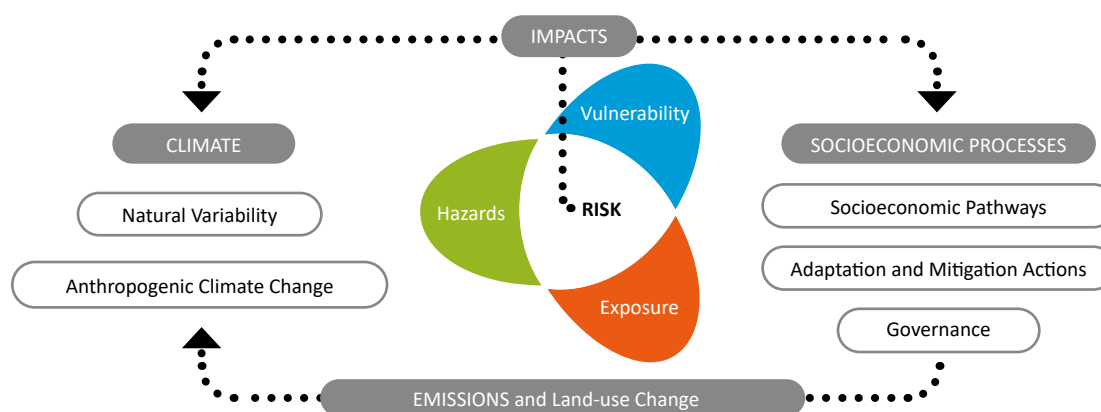 IMPACTS
Vulnerability
CLIMATE
SOCIOECONOMIC PROCESSES
Natural Variability
Hazards
RISK
Socioeconomic Pathways
Anthropogenic Climate Change
Adaptation and Mitigation Actions
Exposure
Governance
EMISSIONS and Land-use Change